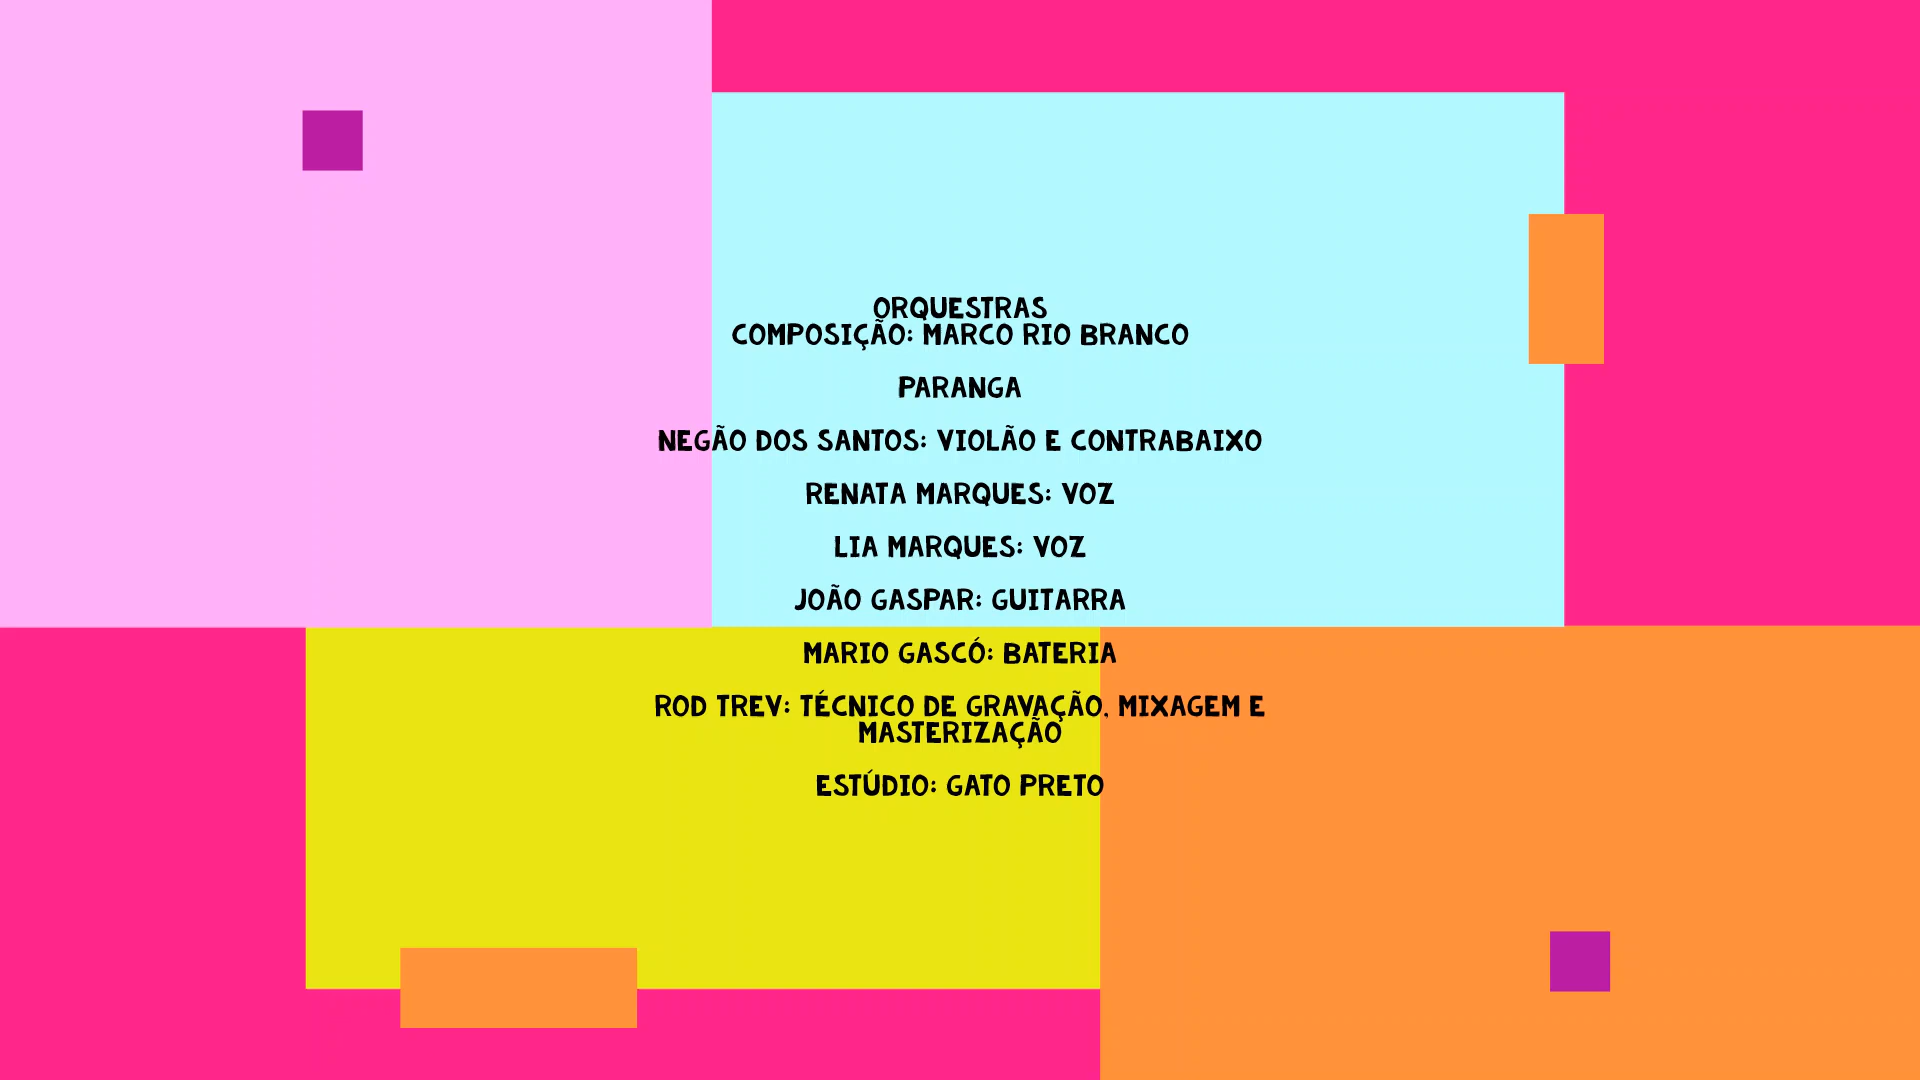 ORQUESTRAS
COMPOSIÇÃO: MARCO RIO BRANCO
PARANGA
NEGÃO DOS SANTOS: VIOLÃO E CONTRABAIXO
RENATA MARQUES: VOZ
LIA MARQUES: VOZ
JOÃO GASPAR: GUITARRA
MARIO GASCÓ: BATERIA
ROD TREV: TÉCNICO DE GRAVAÇÃO, MIXAGEM E
MASTERIZAÇÃO
ESTÚDIO: GATO PRETO